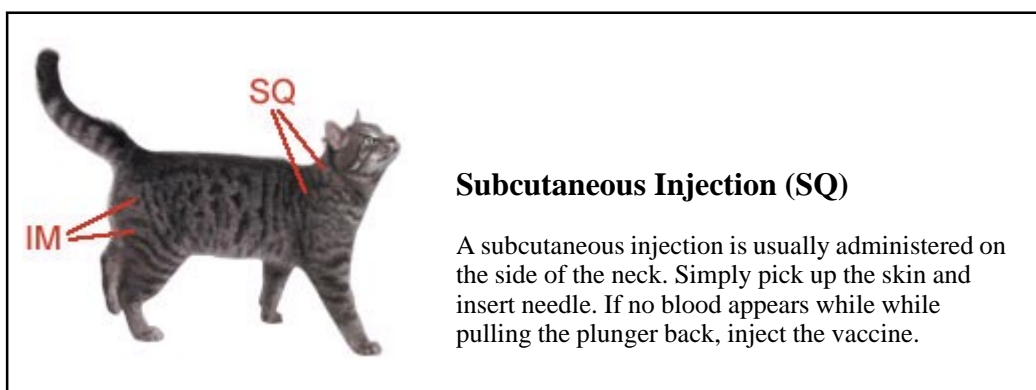 SQ
IM
Subcutaneous Injection (SQ)
A subcutaneous injection is usually administered on
the side of the neck. Simply pick up the skin and
insert needle. If no blood appears while while
pulling the plunger back, inject the vaccine.